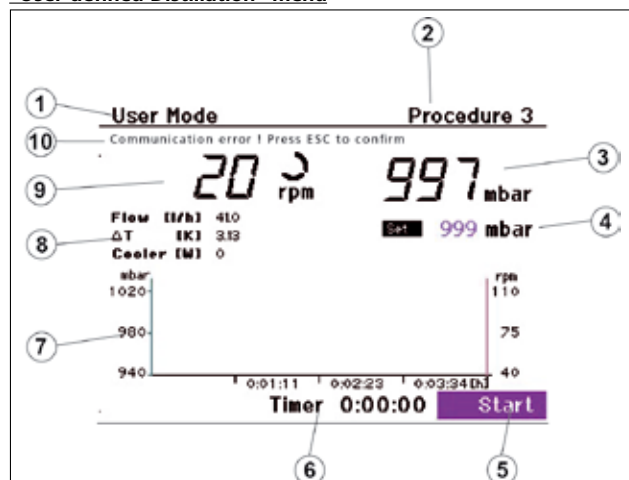 "User defined Distillation" menu
2
1 User Mode Procedure 3
10 Communication error ! Press ESC to confirm
9 20 rpm 997 mbar 3
Set 999 mbar 4
8 Flow [l/h] 41.0
ΔT [K] 3.13
Cooler [W] 0
mbar rpm
1020 110
7 980 75
940 40
0:01:11 0:02:23 0:03:34 [h]
Timer 0:00:00 Start
6 5